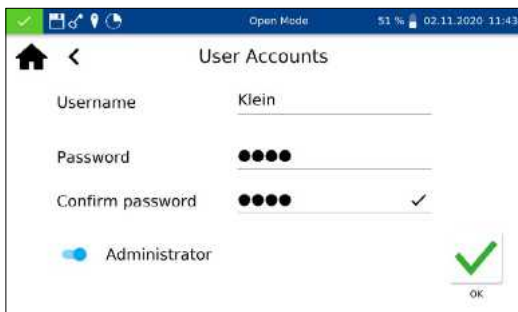 Open Mode 51 % 02.11.2020 11:43
User Accounts
Username Klein
Password ●●●●
Confirm password ●●●●
Administrator
OK